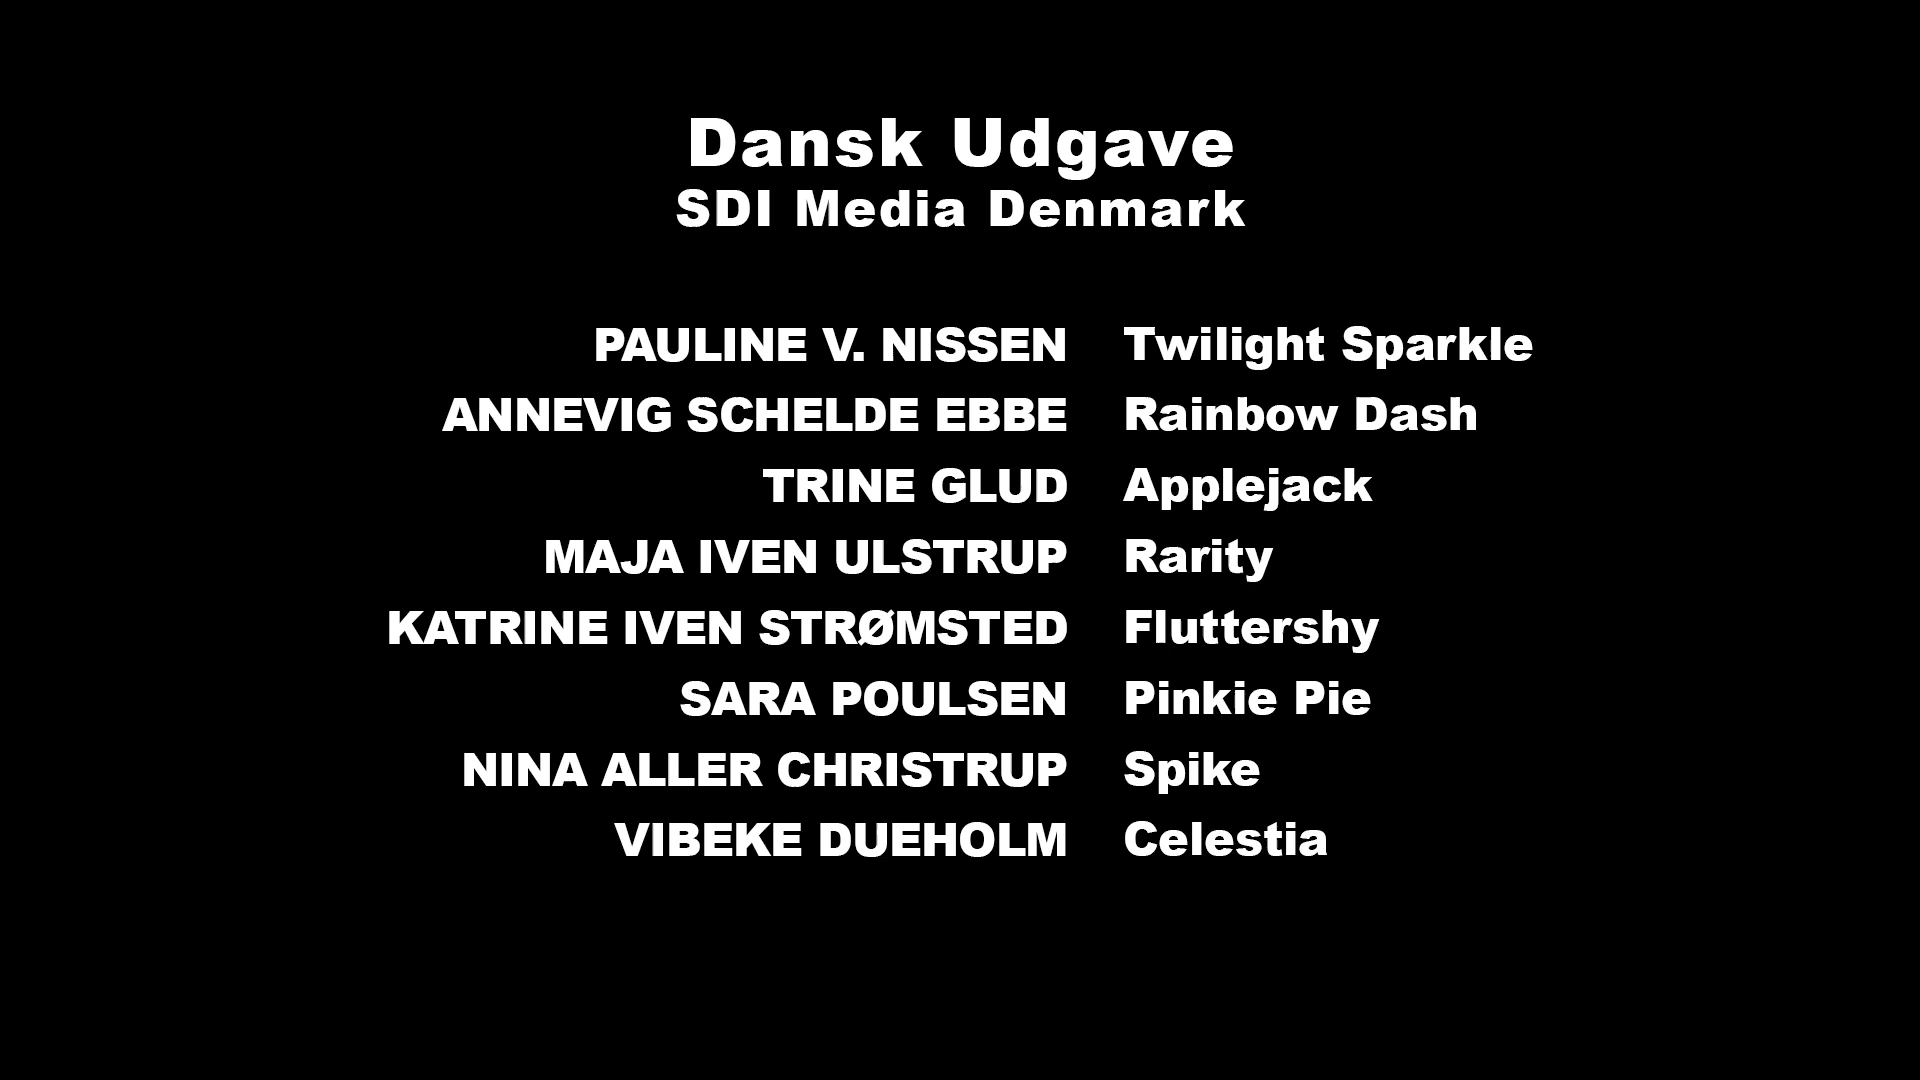 Dansk Udgave
SDI Media Denmark
PAULINE V. NISSEN Twilight Sparkle
ANNEVIG SCHELDE EBBE Rainbow Dash
TRINE GLUD Applejack
MAJA IVEN ULSTRUP Rarity
KATRINE IVEN STRØMSTED Fluttershy
SARA POULSEN Pinkie Pie
NINA ALLER CHRISTRUP Spike
VIBEKE DUEHOLM Celestia